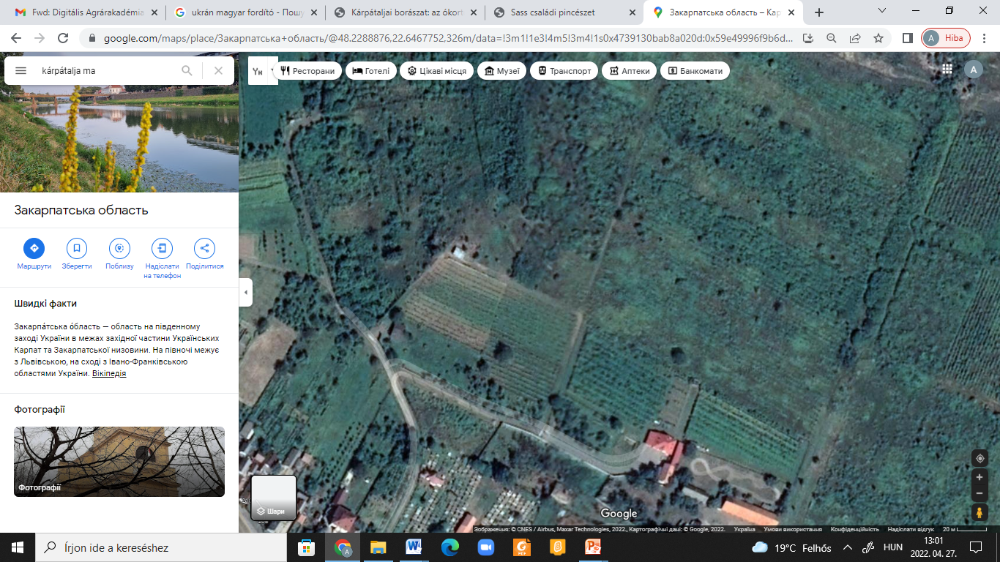 Fwd: Digitális Agrárakadémia
ukrán magyar fordító - Пошу
Kárpátaljai borászat: az ókort
Sass családi pincészet
Закарпатська область – Кар
google.com/maps/place/Закарпатська+область/@48.2288876,22.6467752,326m/data=!3m1!1e3!4m5!3m4!1s0x4739130bab8a020d:0x59e49996f9b6d...
A
Hiba
kárpátalja ma
Ресторани
Готелі
Цікаві місця
Музеї
Транспорт
Аптеки
Банкомати
A
Закарпатська область
Маршрути
Зберегти
Поблизу
Надіслати
на телефон
Поділитися
Швидкі факти
Закарпа́тська о́бласть — область на південному
заході України в межах західної частини Українських
Карпат та Закарпатської низовини. На півночі межує
з Львівською, на сході з Івано-Франківською
областями України. Вікіпедія
Фотографії
Фотографії
Шари
Google
Зображення: © CNES / Airbus, Maxar Technologies, 2022., Картографічні дані: © Google, 2022.
Україна
Умови використання
Конфіденційність
Надіслати відгук
20 м
Írjon ide a kereséshez
19°C Felhős
HUN
13:01
2022. 04. 27.